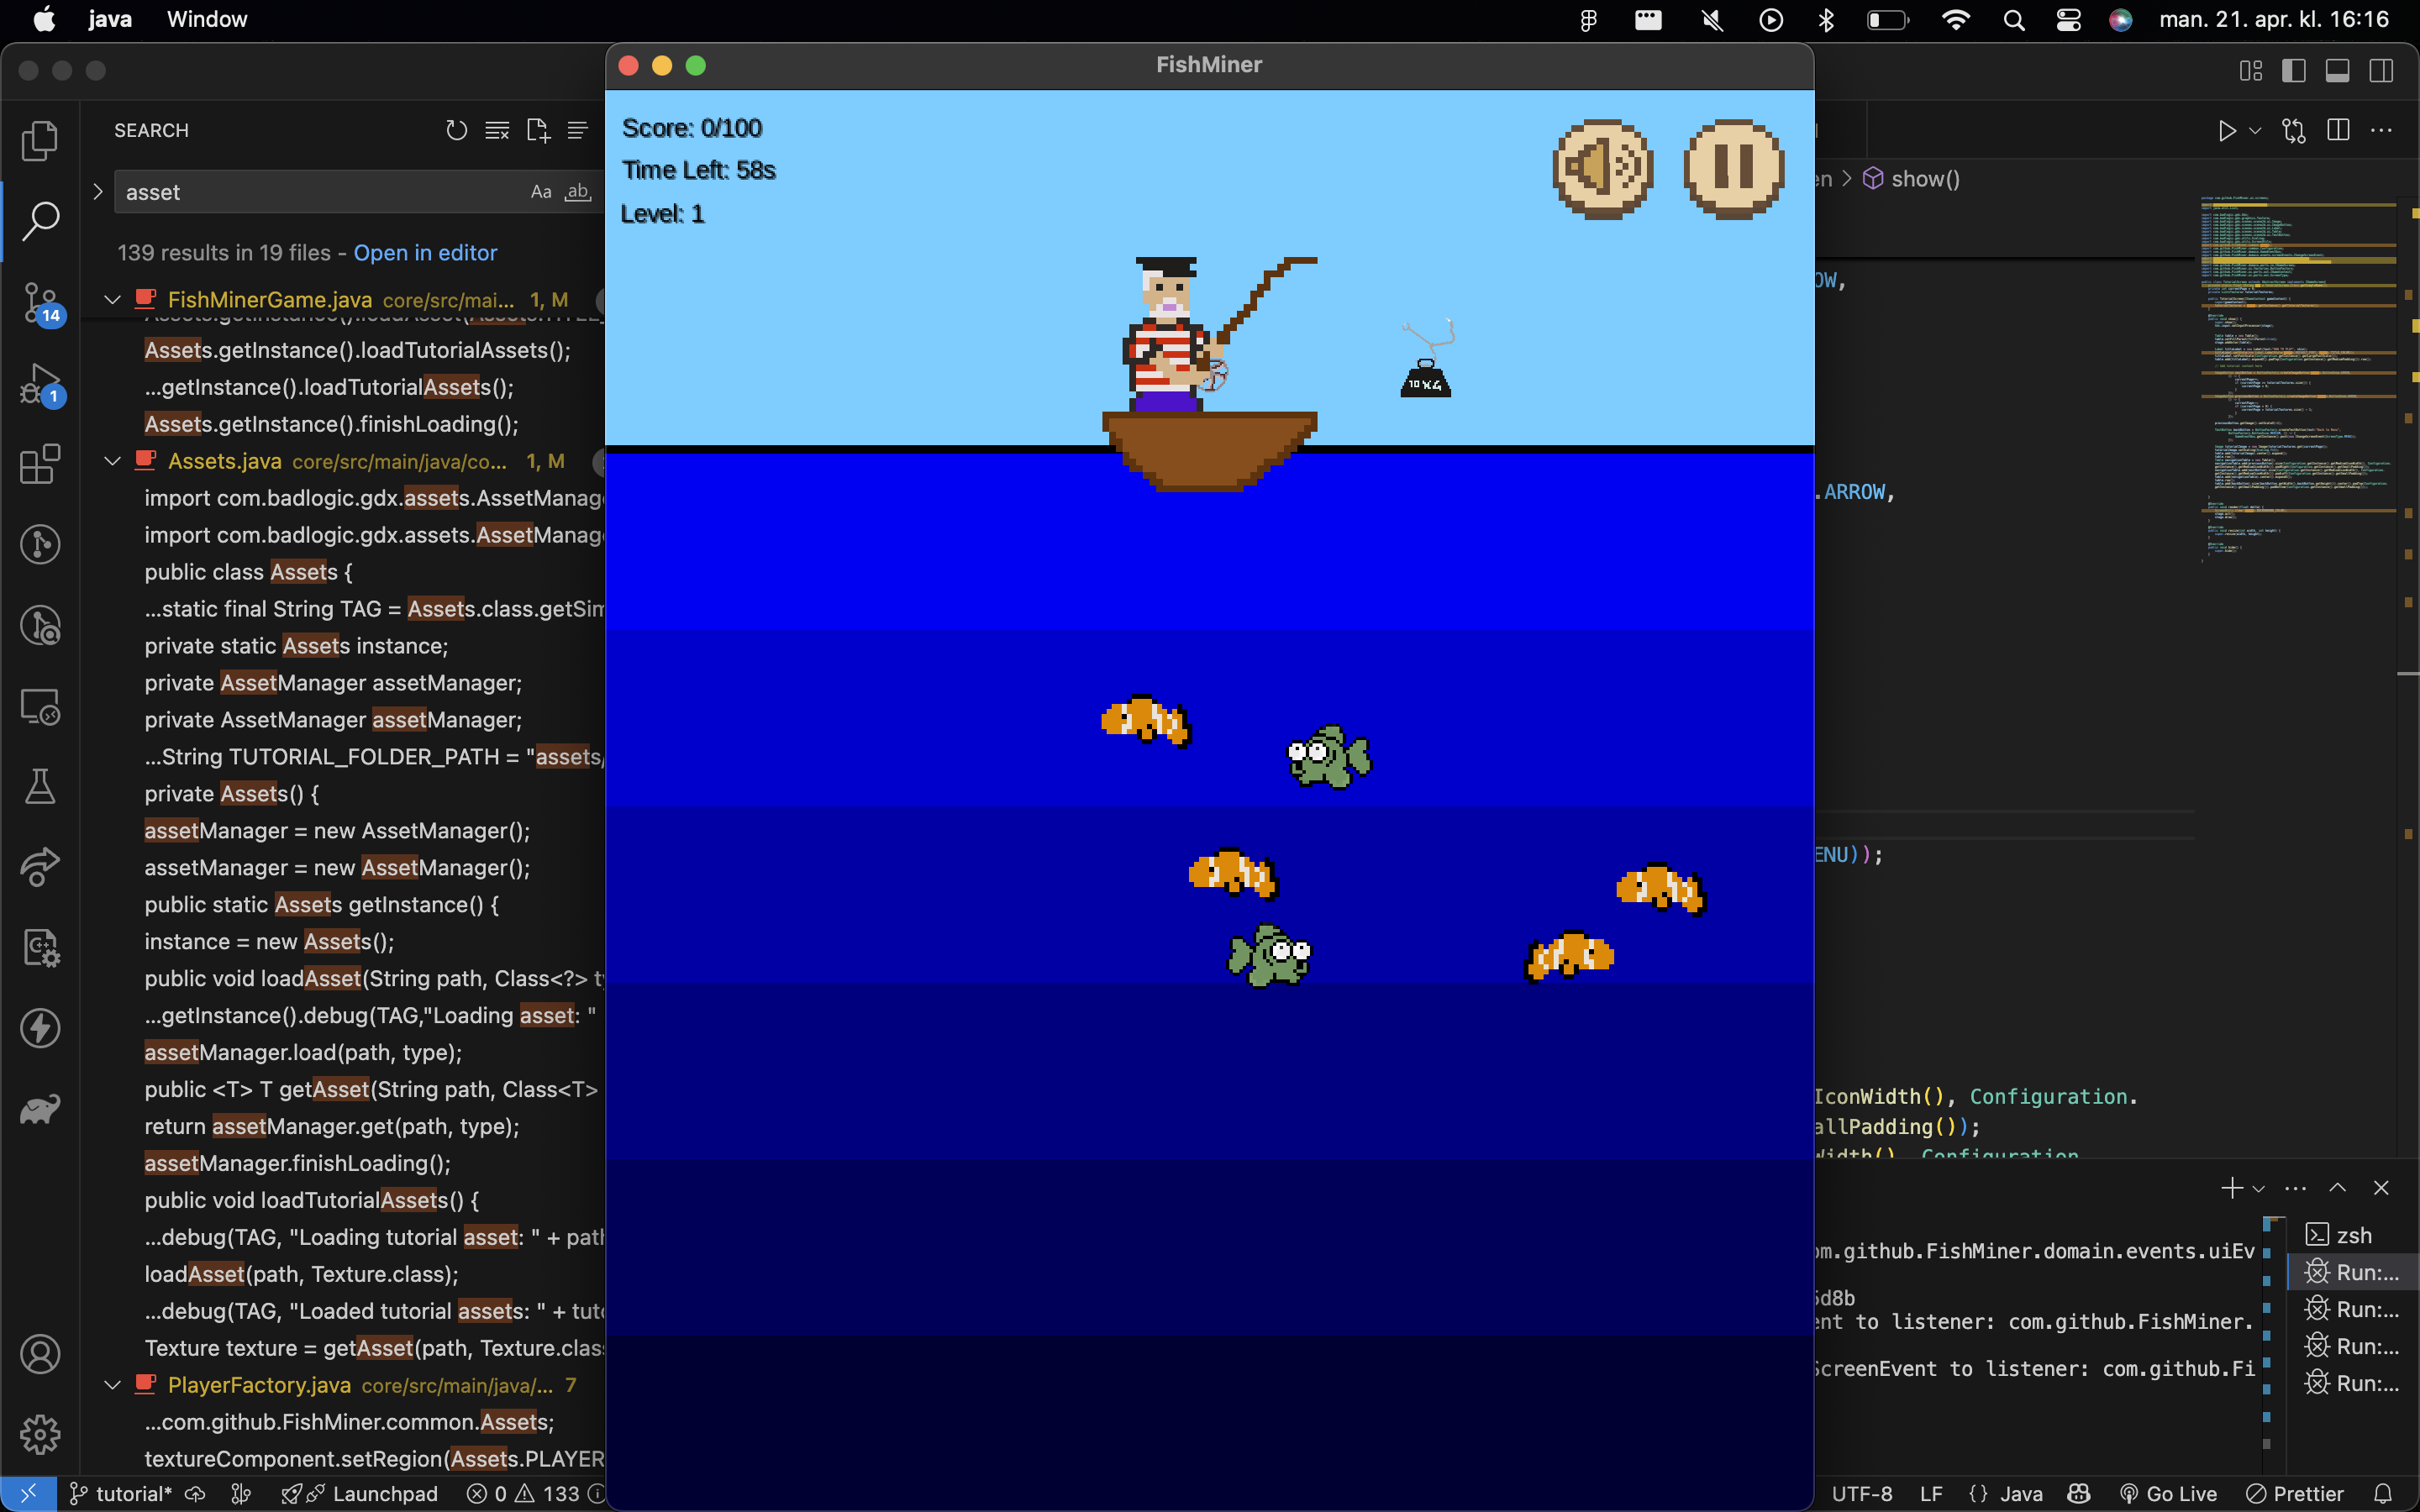 java Window man. 21. apr. kl. 16:16
FishMiner
SEARCH
asset Aa ab
139 results in 19 files - Open in editor
FishMinerGame.java core/src/mai... 1, M
Assets.getInstance().loadTutorialAssets();
...getInstance().loadTutorialAssets();
Assets.getInstance().finishLoading();
Assets.java core/src/main/java/co... 1, M
import com.badlogic.gdx.assets.AssetManag
import com.badlogic.gdx.assets.AssetManag
public class Assets {
...static final String TAG = Assets.class.getSim
private static Assets instance;
private AssetManager assetManager;
private AssetManager assetManager;
...String TUTORIAL_FOLDER_PATH = "assets/
private Assets() {
assetManager = new AssetManager();
assetManager = new AssetManager();
public static Assets getInstance() {
instance = new Assets();
public void loadAsset(String path, Class<?> ty
...getInstance().debug(TAG,"Loading asset: "
assetManager.load(path, type);
public <T> T getAsset(String path, Class<T>
return assetManager.get(path, type);
assetManager.finishLoading();
public void loadTutorialAssets() {
...debug(TAG, "Loading tutorial asset: " + path
loadAsset(path, Texture.class);
...debug(TAG, "Loaded tutorial assets: " + tuto
Texture texture = getAsset(path, Texture.clas
PlayerFactory.java core/src/main/java/... 7
...com.github.FishMiner.common.Assets;
textureComponent.setRegion(Assets.PLAYER
14
1
Score: 0/100
Time Left: 58s
Level: 1
10 KG
en > show()
OW,
.ARROW,
ENU));
IconWidth(), Configuration.
allPadding());
Width(), Configuration
om.github.FishMiner.domain.events.uiEv
5d8b
ent to listener: com.github.FishMiner.
ScreenEvent to listener: com.github.Fi
zsh
Run:...
Run:...
Run:...
Run:...
tutorial* Launchpad 0 133 UTF-8 LF {} Java Go Live Prettier